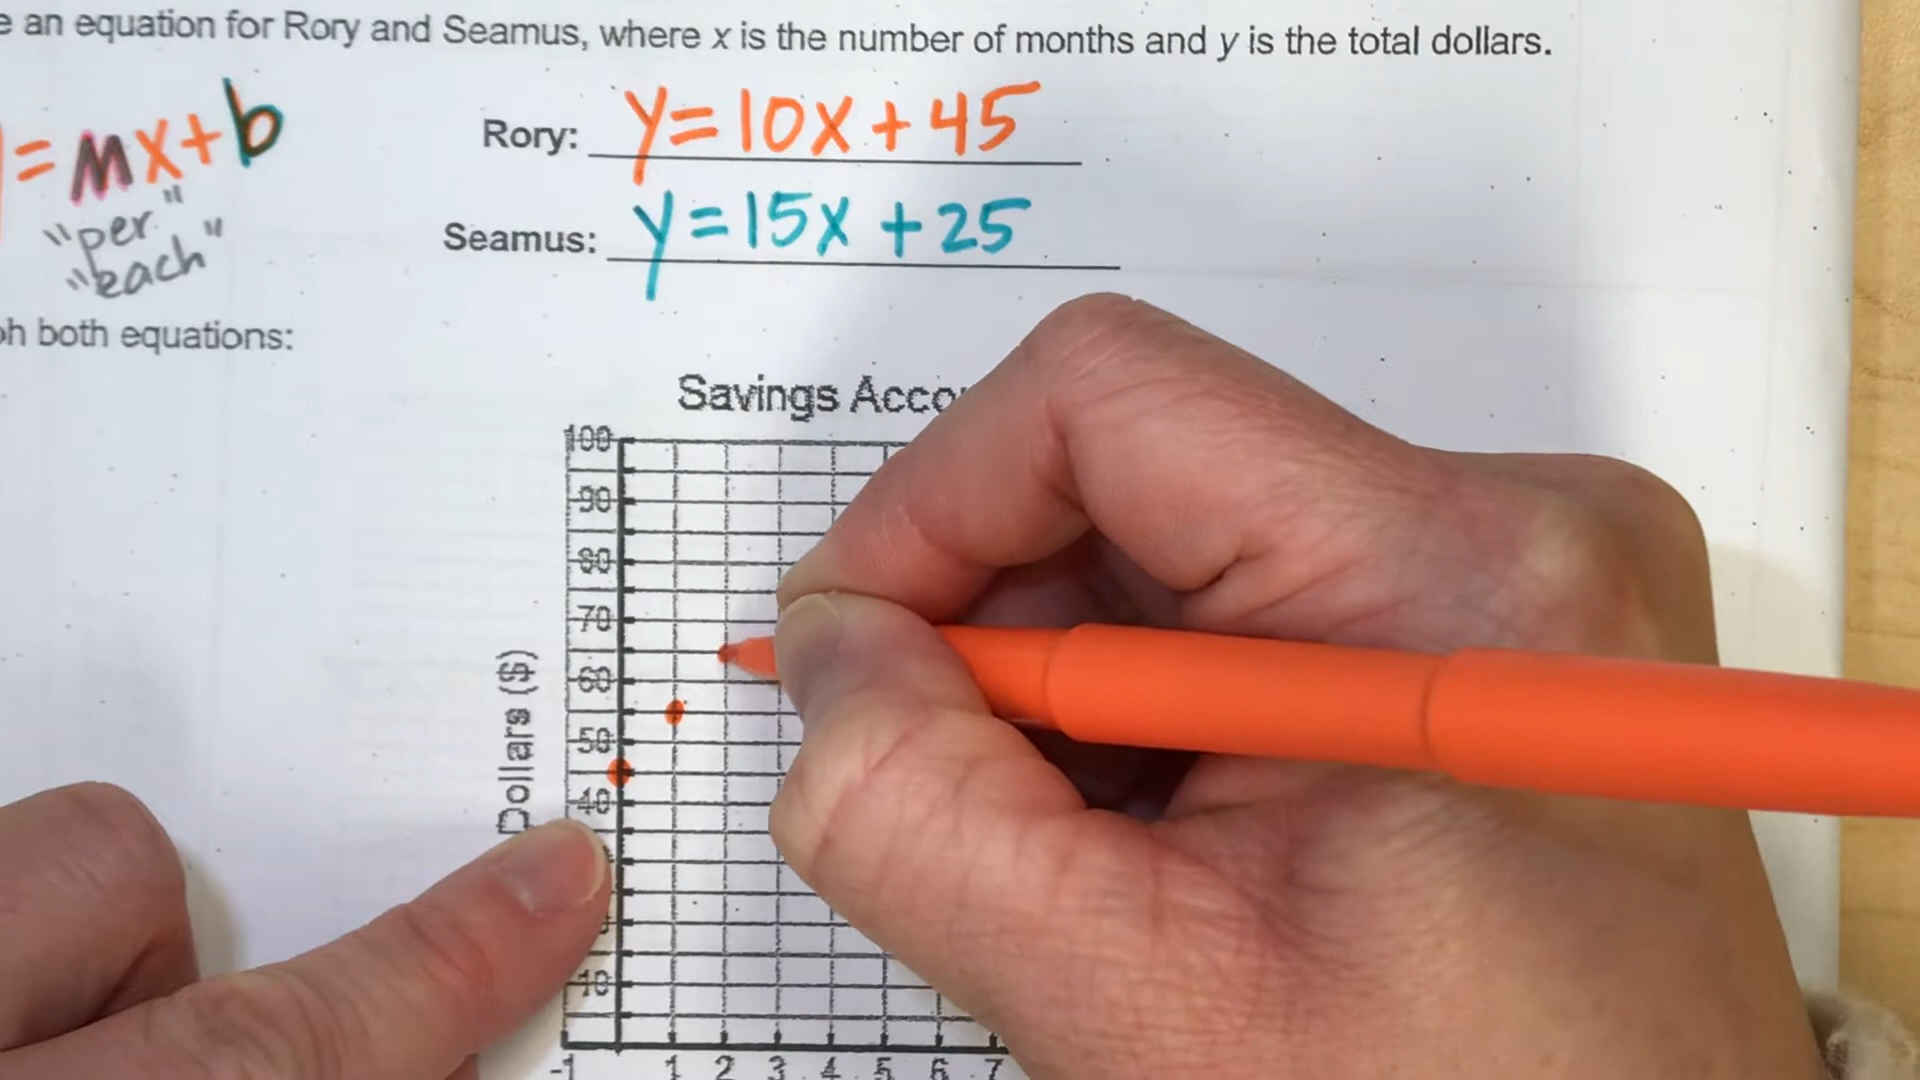 an equation for Rory and Seamus, where x is the number of months and y is the total dollars.
= mx + b
"per"
"each"
Rory: y = 10x + 45
Seamus: y = 15x + 25
both equations:
Savings
100
90
80
70
60
50
40
10
Dollars ($)
-1 1 2 3 4 5 6 7